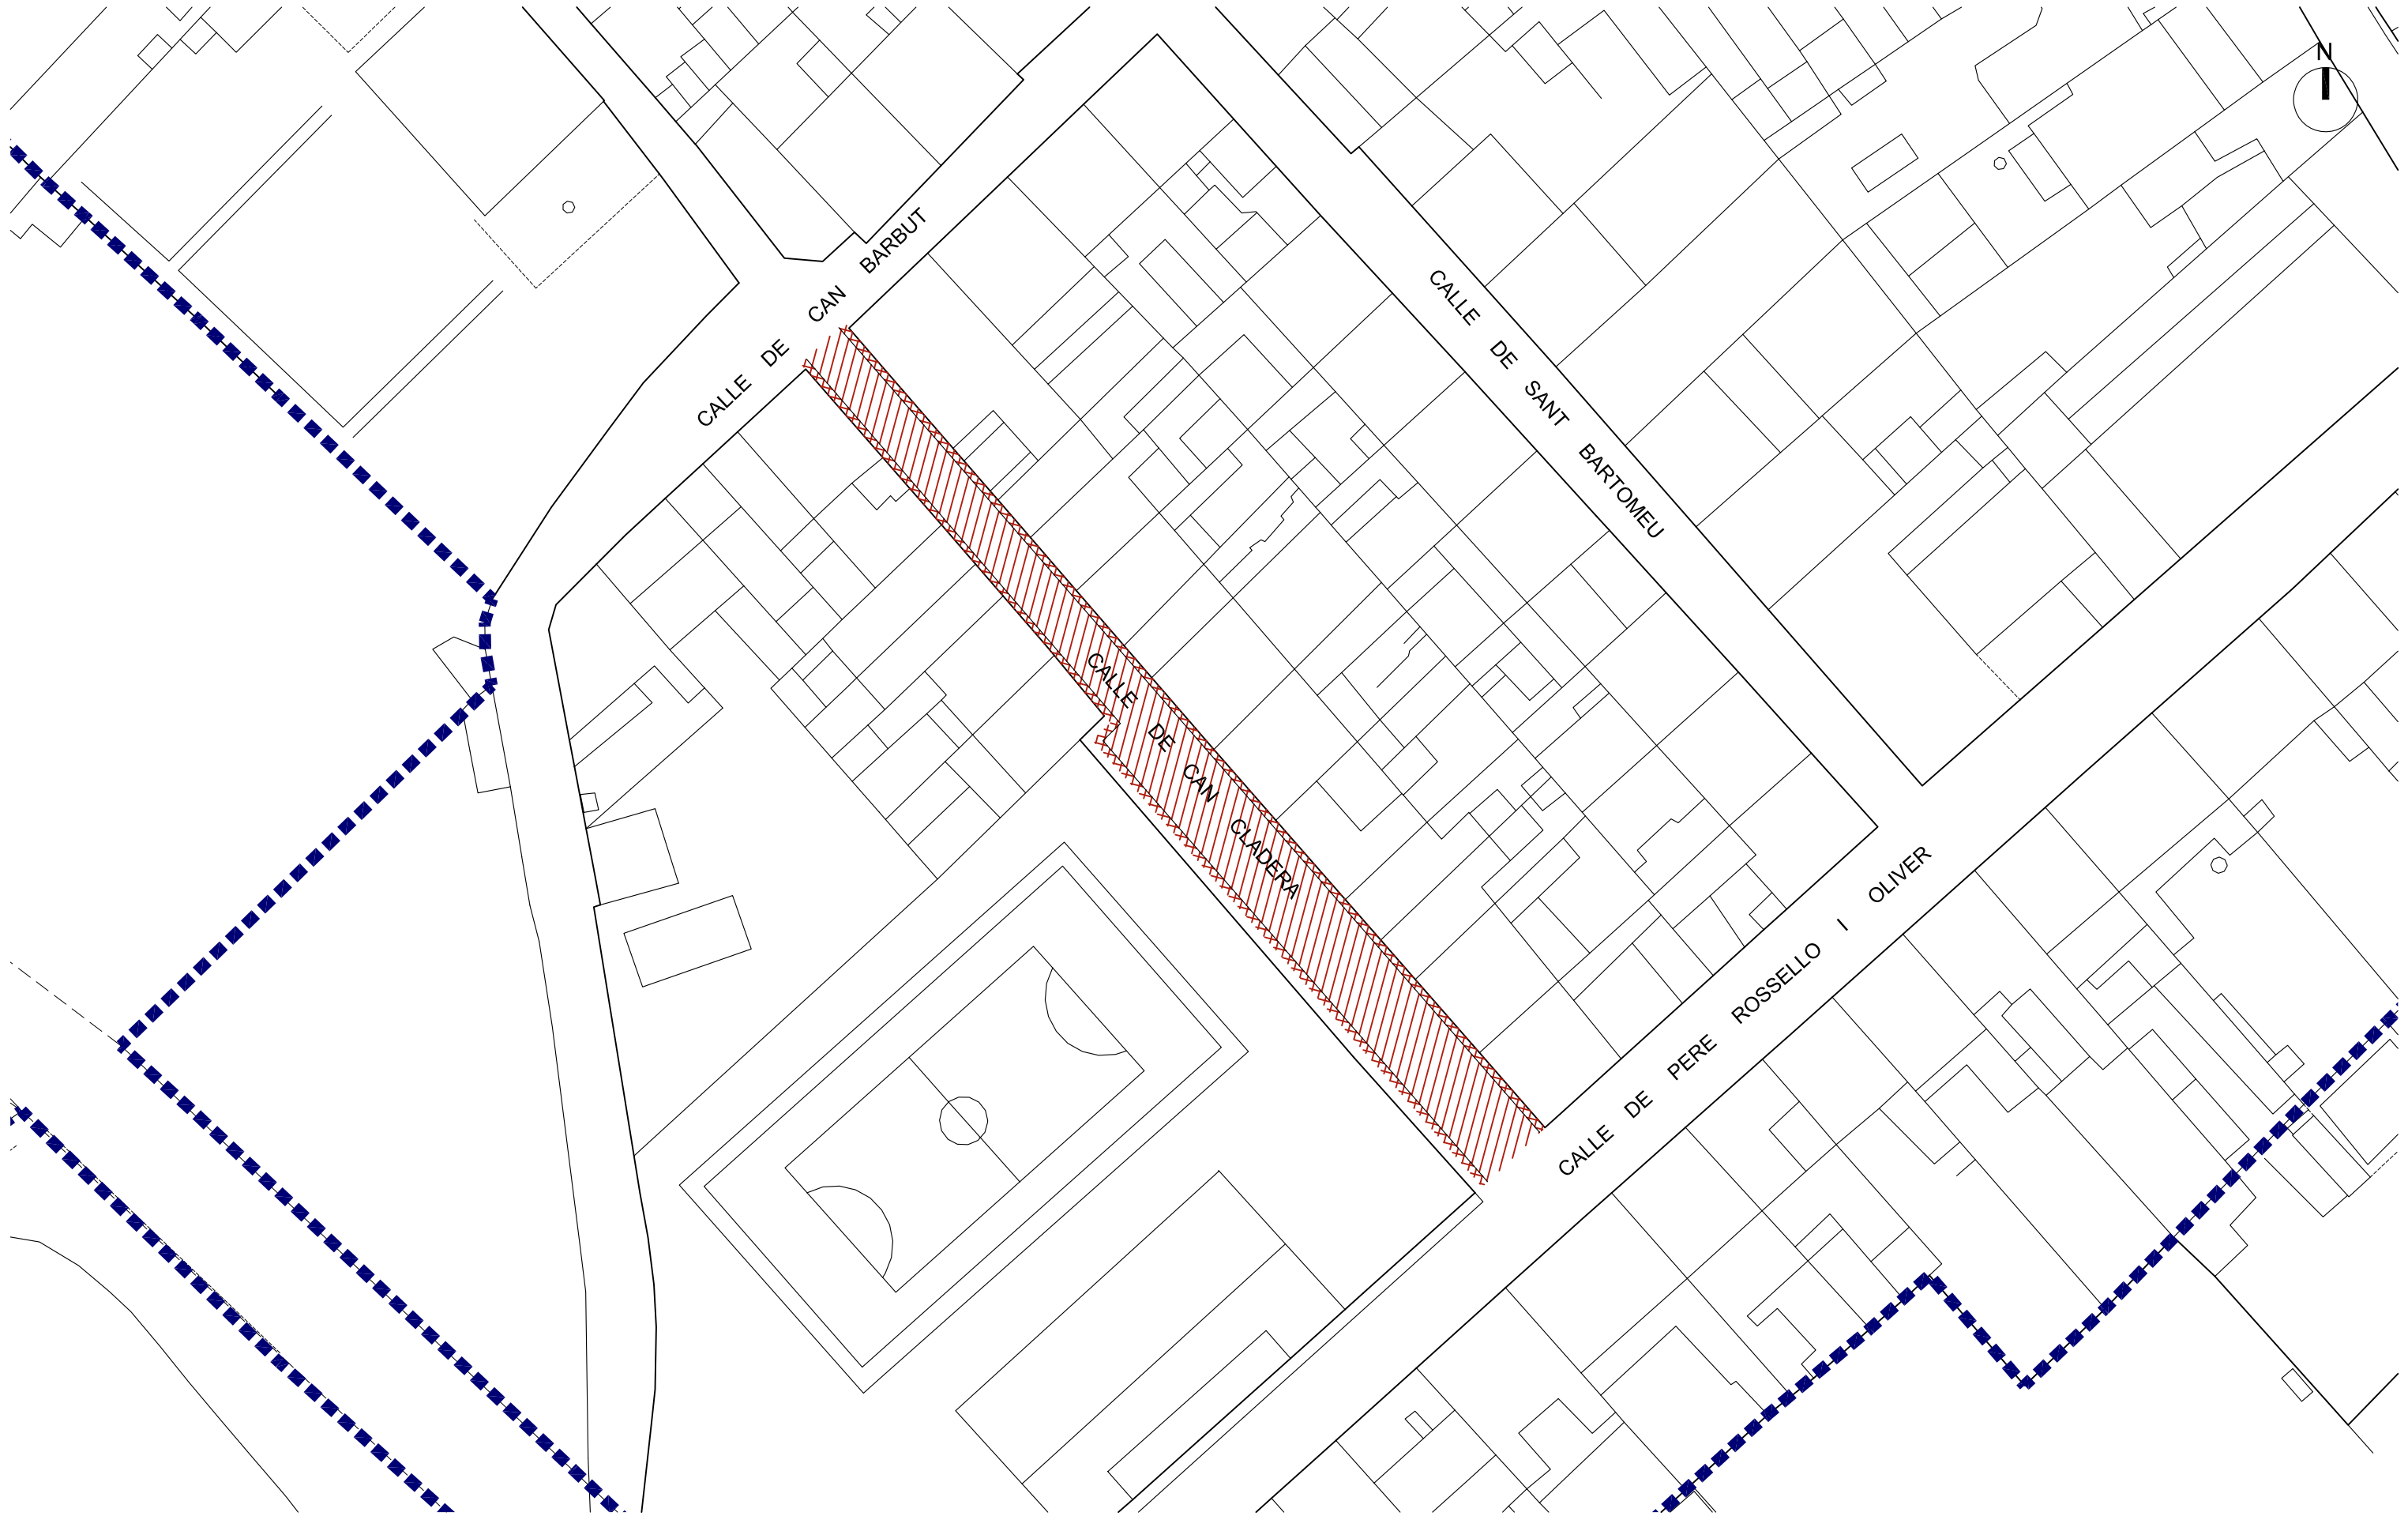 N
CALLE DE CAN BARBUT
CALLE DE SANT BARTOMEU
CALLE DE CAN CLADERA
CALLE DE PERE ROSSELLO I OLIVER